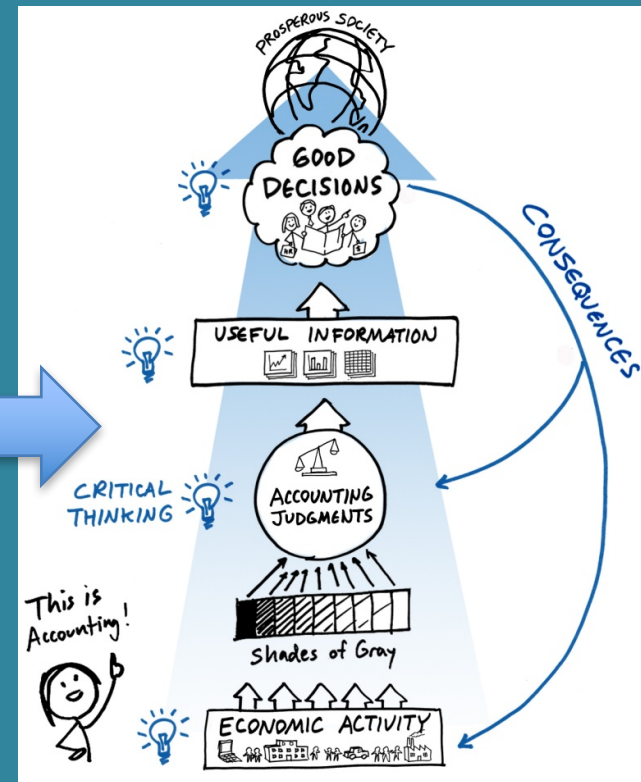 PROSPEROUS SOCIETY
GOOD
DECISIONS
HR
$
CONSEQUENCES
USEFUL INFORMATION
CRITICAL
THINKING
ACCOUNTING
JUDGMENTS
This is
Accounting!
Shades of Gray
ECONOMIC ACTIVITY